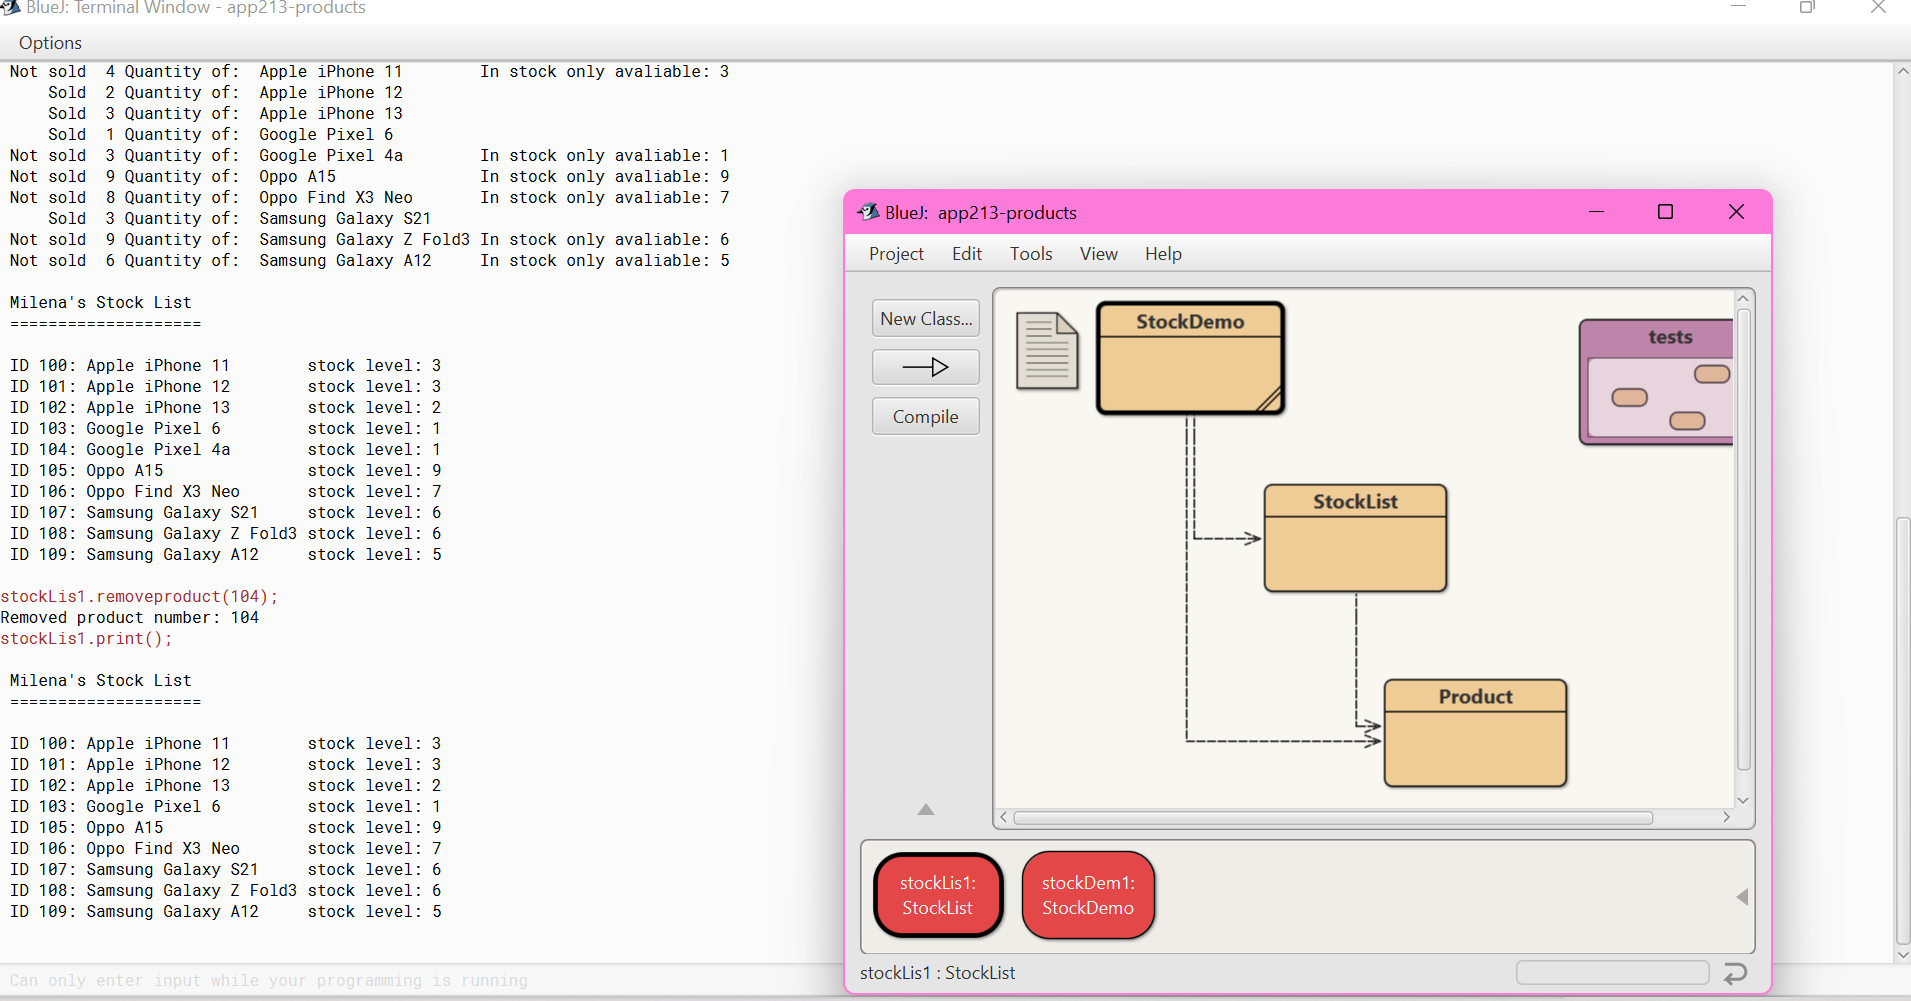 BlueJ: Terminal Window - app213-products
Options
Not sold  4 Quantity of:  Apple iPhone 11        In stock only avaliable: 3
    Sold  2 Quantity of:  Apple iPhone 12
    Sold  3 Quantity of:  Apple iPhone 13
    Sold  1 Quantity of:  Google Pixel 6
Not sold  3 Quantity of:  Google Pixel 4a        In stock only avaliable: 1
Not sold  9 Quantity of:  Oppo A15               In stock only avaliable: 9
Not sold  8 Quantity of:  Oppo Find X3 Neo       In stock only avaliable: 7
    Sold  3 Quantity of:  Samsung Galaxy S21
Not sold  9 Quantity of:  Samsung Galaxy Z Fold3 In stock only avaliable: 6
Not sold  6 Quantity of:  Samsung Galaxy A12     In stock only avaliable: 5
Milena's Stock List
====================
ID 100: Apple iPhone 11        stock level: 3
ID 101: Apple iPhone 12        stock level: 3
ID 102: Apple iPhone 13        stock level: 2
ID 103: Google Pixel 6         stock level: 1
ID 104: Google Pixel 4a        stock level: 1
ID 105: Oppo A15               stock level: 9
ID 106: Oppo Find X3 Neo       stock level: 7
ID 107: Samsung Galaxy S21     stock level: 6
ID 108: Samsung Galaxy Z Fold3 stock level: 6
ID 109: Samsung Galaxy A12     stock level: 5
stockLis1.removeproduct(104);
Removed product number: 104
stockLis1.print();
Milena's Stock List
====================
ID 100: Apple iPhone 11        stock level: 3
ID 101: Apple iPhone 12        stock level: 3
ID 102: Apple iPhone 13        stock level: 2
ID 103: Google Pixel 6         stock level: 1
ID 105: Oppo A15               stock level: 9
ID 106: Oppo Find X3 Neo       stock level: 7
ID 107: Samsung Galaxy S21     stock level: 6
ID 108: Samsung Galaxy Z Fold3 stock level: 6
ID 109: Samsung Galaxy A12     stock level: 5
Can only enter input while your programming is running
BlueJ: app213-products
Project Edit Tools View Help
New Class...
Compile
StockDemo
tests
StockList
Product
stockLis1:
StockList
stockDem1:
StockDemo
stockLis1 : StockList